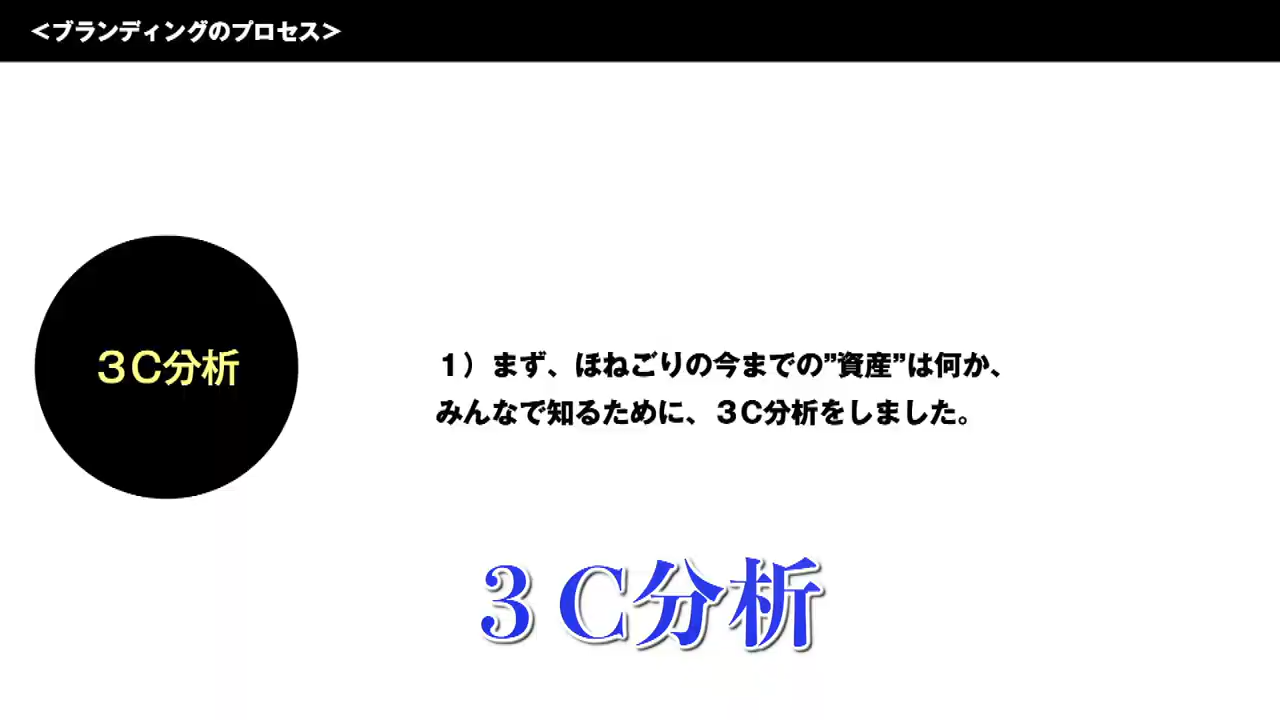 ＜ブランディングのプロセス＞
３C分析
１）まず、ほねごりの今までの”資産”は何か、
みんなで知るために、３C分析をしました。
３C分析